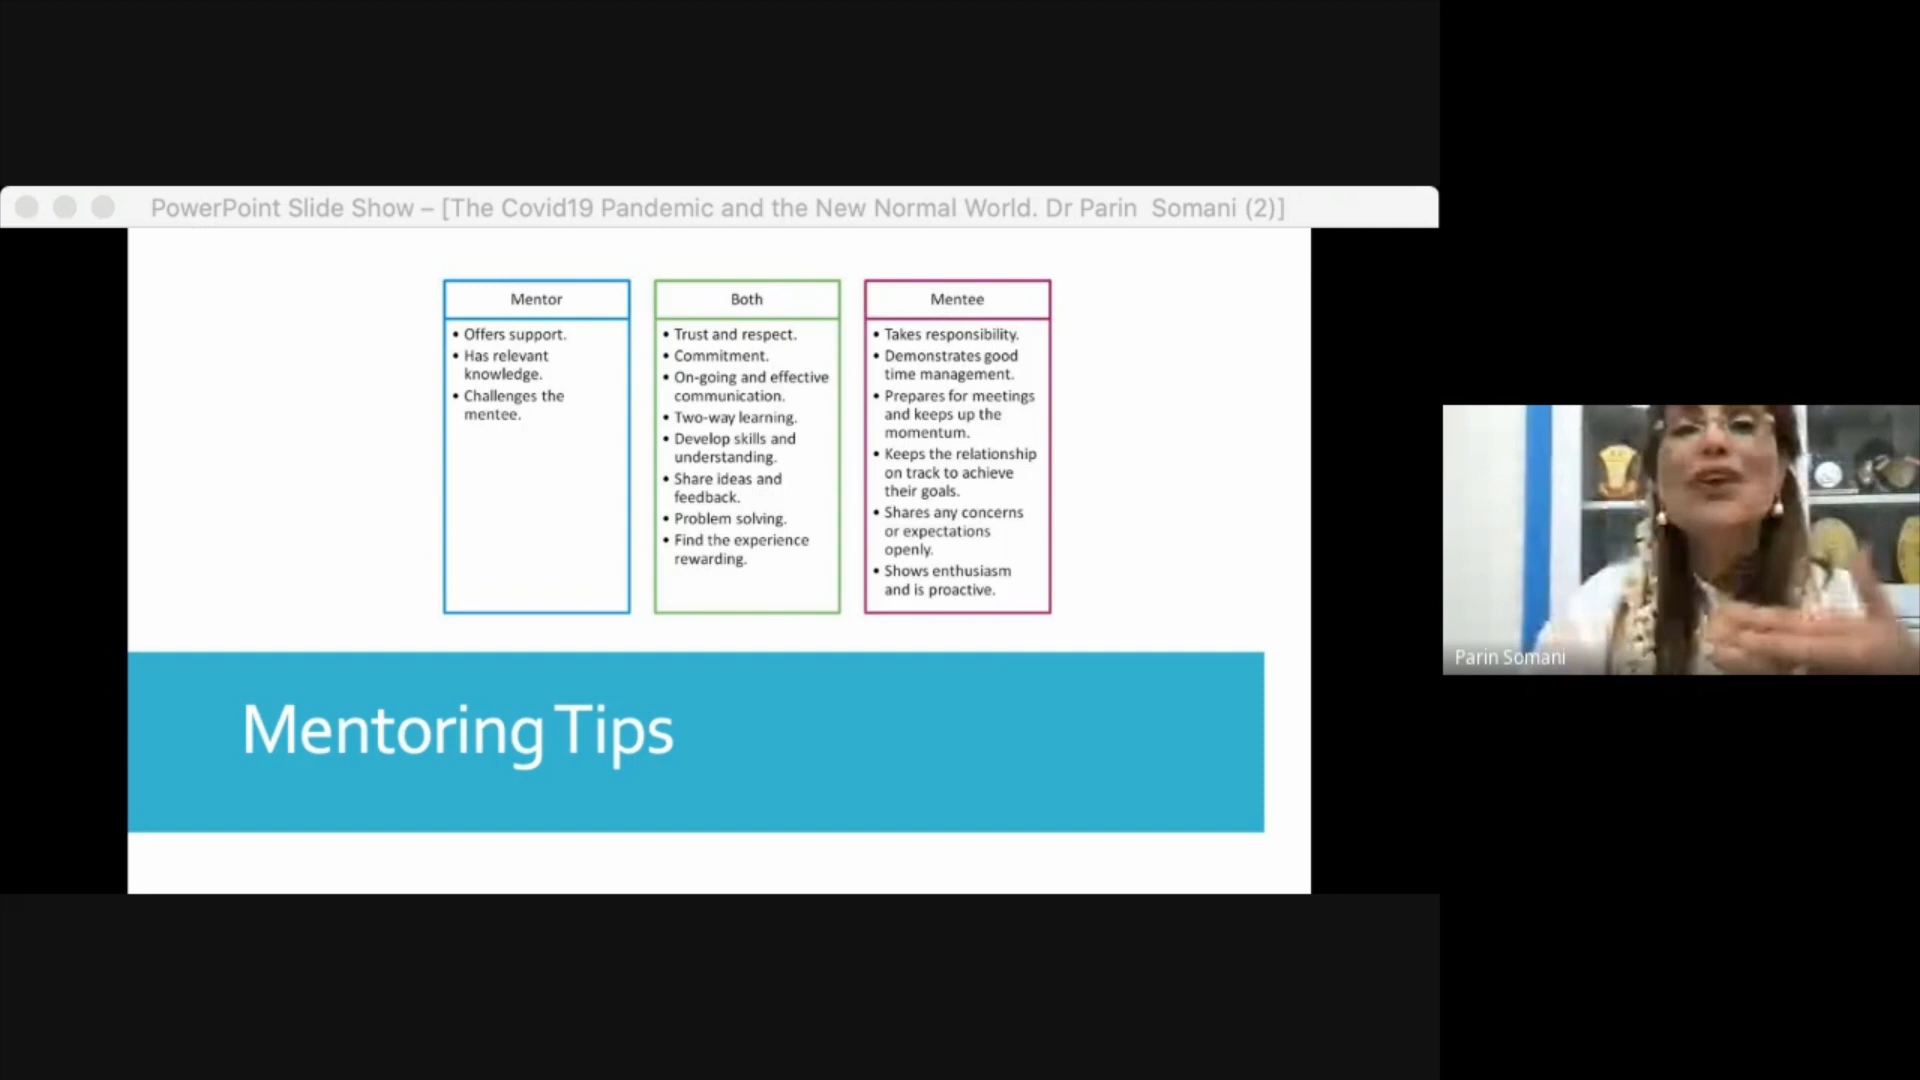 PowerPoint Slide Show – [The Covid19 Pandemic and the New Normal World. Dr Parin  Somani (2)]
Mentor
• Offers support.
• Has relevant
knowledge.
• Challenges the
mentee.
Both
• Trust and respect.
• Commitment.
• On-going and effective
communication.
• Two-way learning.
• Develop skills and
understanding.
• Share ideas and
feedback.
• Problem solving.
• Find the experience
rewarding.
Mentee
• Takes responsibility.
• Demonstrates good
time management.
• Prepares for meetings
and keeps up the
momentum.
• Keeps the relationship
on track to achieve
their goals.
• Shares any concerns
or expectations
openly.
• Shows enthusiasm
and is proactive.
Mentoring Tips
Parin Somani